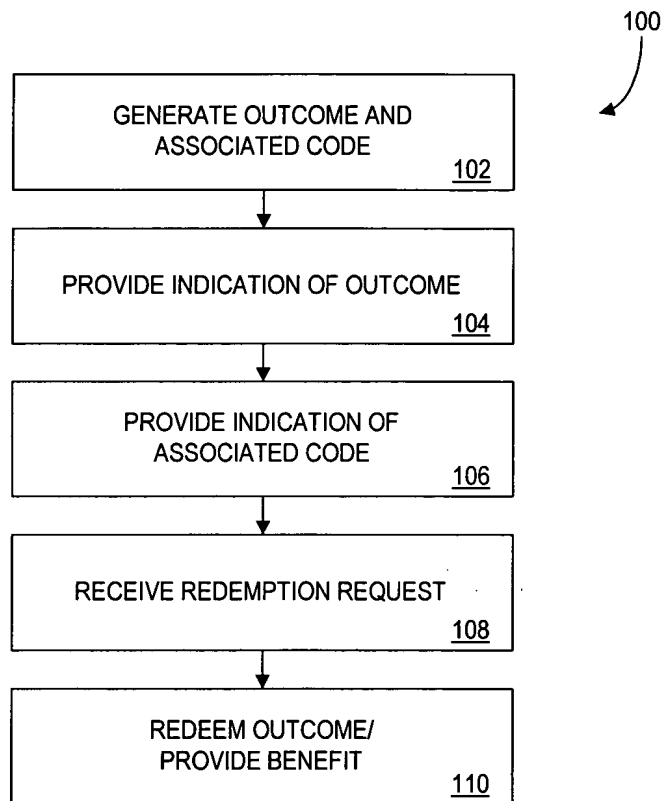 100
GENERATE OUTCOME AND
ASSOCIATED CODE
102
PROVIDE INDICATION OF OUTCOME
104
PROVIDE INDICATION OF
ASSOCIATED CODE
106
RECEIVE REDEMPTION REQUEST
108
REDEEM OUTCOME/
PROVIDE BENEFIT
110